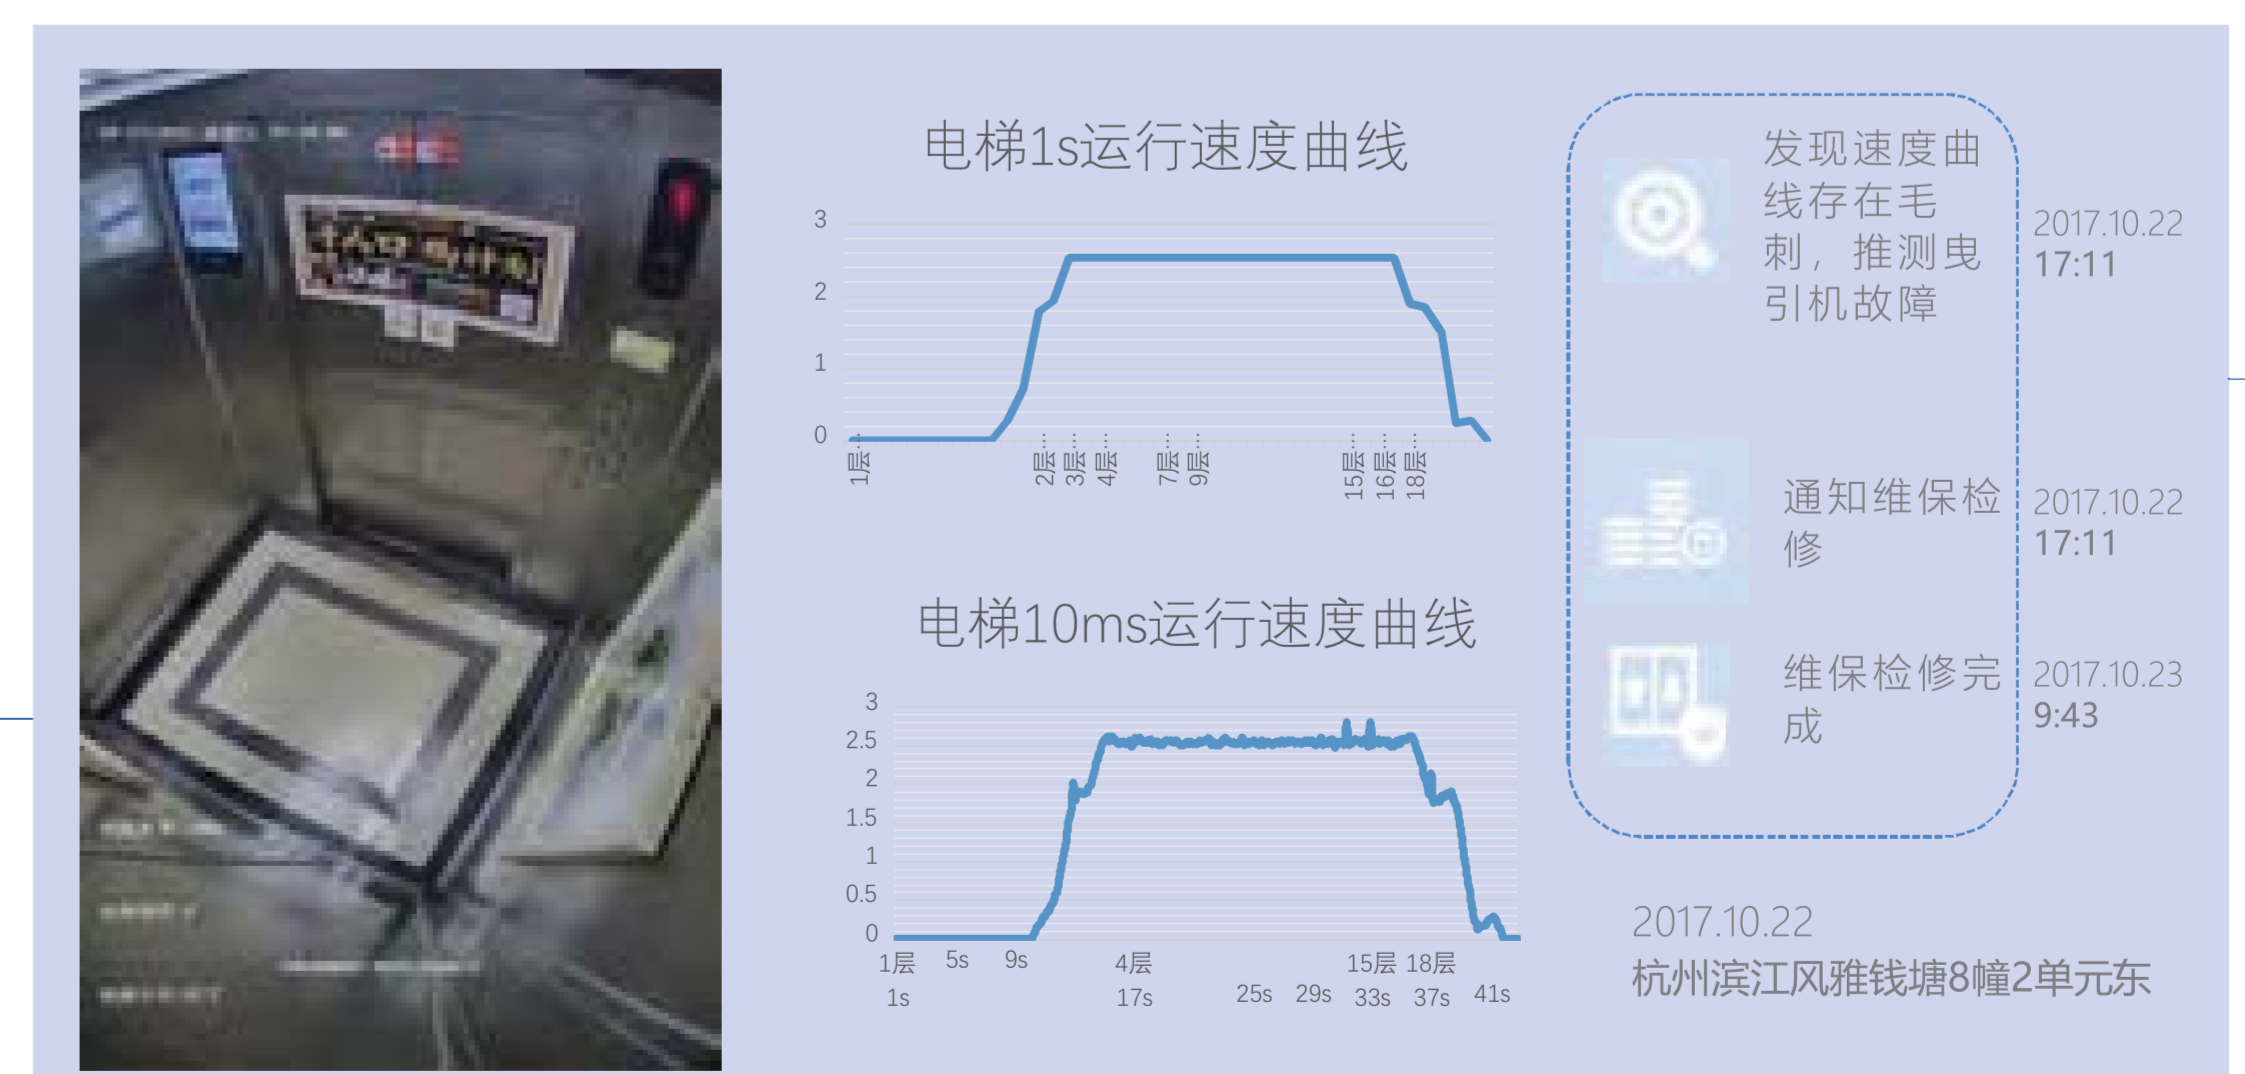 电梯1s运行速度曲线
3
2
1
0
1层…
2层…
3层…
4层…
7层…
9层…
15层…
16层…
18层…
电梯10ms运行速度曲线
3
2.5
2
1.5
1
0.5
0
1层 5s 9s 4层 15层 18层
1s 17s 25s 29s 33s 37s 41s
发现速度曲
线存在毛
刺，推测曳
引机故障
2017.10.22
17:11
通知维保检
修
2017.10.22
17:11
维保检修完
成
2017.10.23
9:43
2017.10.22
杭州滨江风雅钱塘8幢2单元东